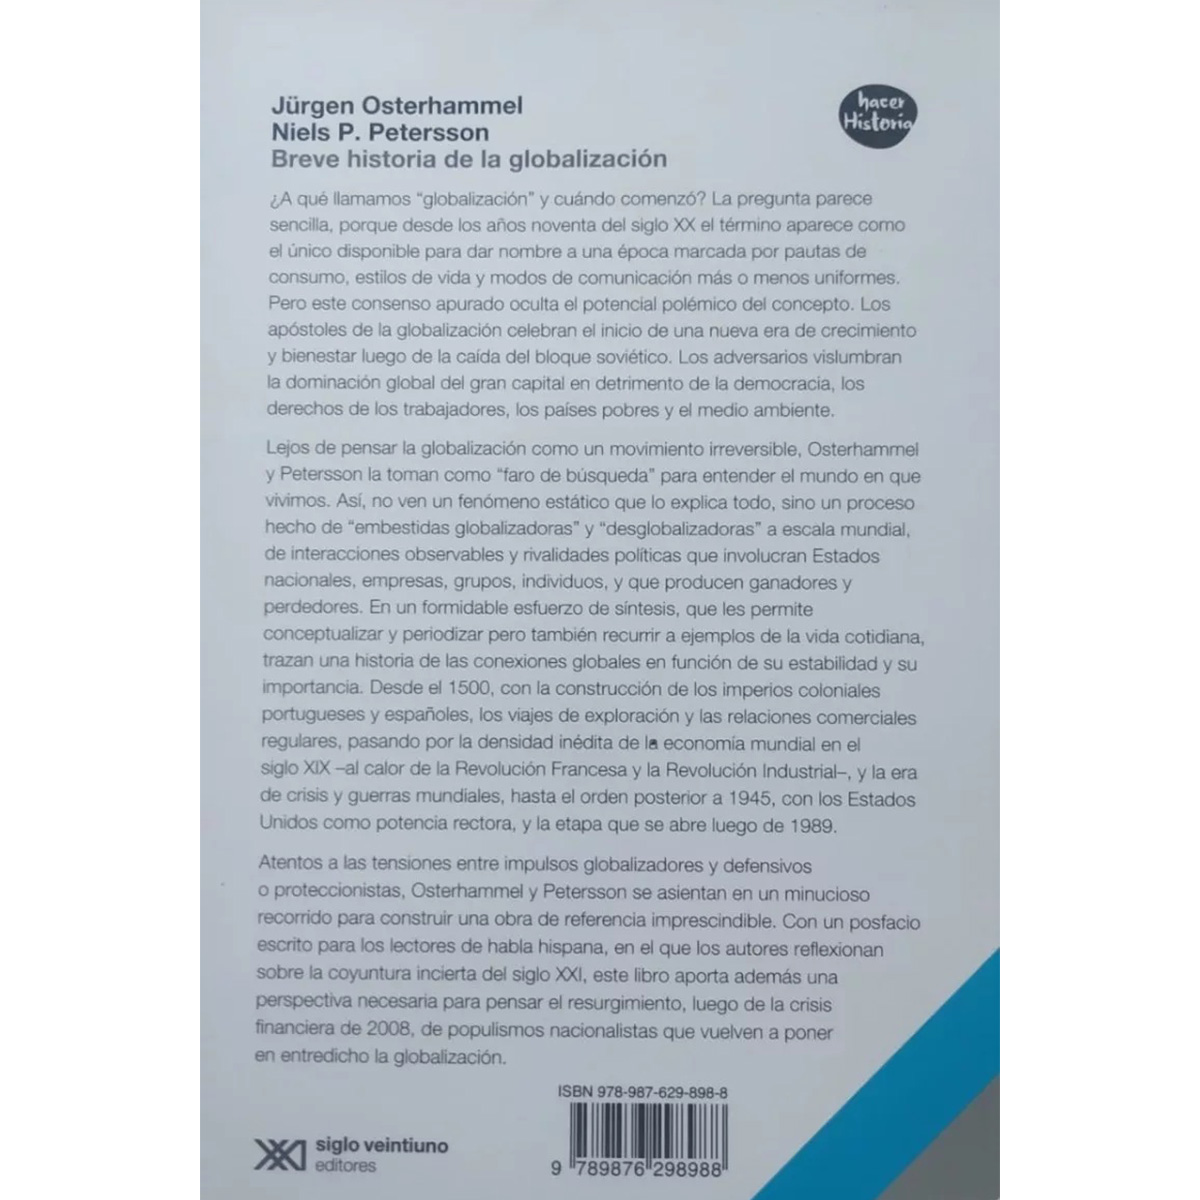 Jürgen Osterhammel
Niels P. Petersson
Breve historia de la globalización
hacer
Historia
¿A qué llamamos “globalización” y cuándo comenzó? La pregunta parece
sencilla, porque desde los años noventa del siglo XX el término aparece como
el único disponible para dar nombre a una época marcada por pautas de
consumo, estilos de vida y modos de comunicación más o menos uniformes.
Pero este consenso apurado oculta el potencial polémico del concepto. Los
apóstoles de la globalización celebran el inicio de una nueva era de crecimiento
y bienestar luego de la caída del bloque soviético. Los adversarios vislumbran
la dominación global del gran capital en detrimento de la democracia, los
derechos de los trabajadores, los países pobres y el medio ambiente.
Lejos de pensar la globalización como un movimiento irreversible, Osterhammel
y Petersson la toman como “faro de búsqueda” para entender el mundo en que
vivimos. Así, no ven un fenómeno estático que lo explica todo, sino un proceso
hecho de “embestidas globalizadoras” y “desglobalizadoras” a escala mundial,
de interacciones observables y rivalidades políticas que involucran Estados
nacionales, empresas, grupos, individuos, y que producen ganadores y
perdedores. En un formidable esfuerzo de síntesis, que les permite
conceptualizar y periodizar pero también recurrir a ejemplos de la vida cotidiana,
trazan una historia de las conexiones globales en función de su estabilidad y su
importancia. Desde el 1500, con la construcción de los imperios coloniales
portugueses y españoles, los viajes de exploración y las relaciones comerciales
regulares, pasando por la densidad inédita de la economía mundial en el
siglo XIX –al calor de la Revolución Francesa y la Revolución Industrial–, y la era
de crisis y guerras mundiales, hasta el orden posterior a 1945, con los Estados
Unidos como potencia rectora, y la etapa que se abre luego de 1989.
Atentos a las tensiones entre impulsos globalizadores y defensivos
o proteccionistas, Osterhammel y Petersson se asientan en un minucioso
recorrido para construir una obra de referencia imprescindible. Con un posfacio
escrito para los lectores de habla hispana, en el que los autores reflexionan
sobre la coyuntura incierta del siglo XXI, este libro aporta además una
perspectiva necesaria para pensar el resurgimiento, luego de la crisis
financiera de 2008, de populismos nacionalistas que vuelven a poner
en entredicho la globalización.
ISBN 978-987-629-898-8
9 789876 298988
siglo veintiuno
editores